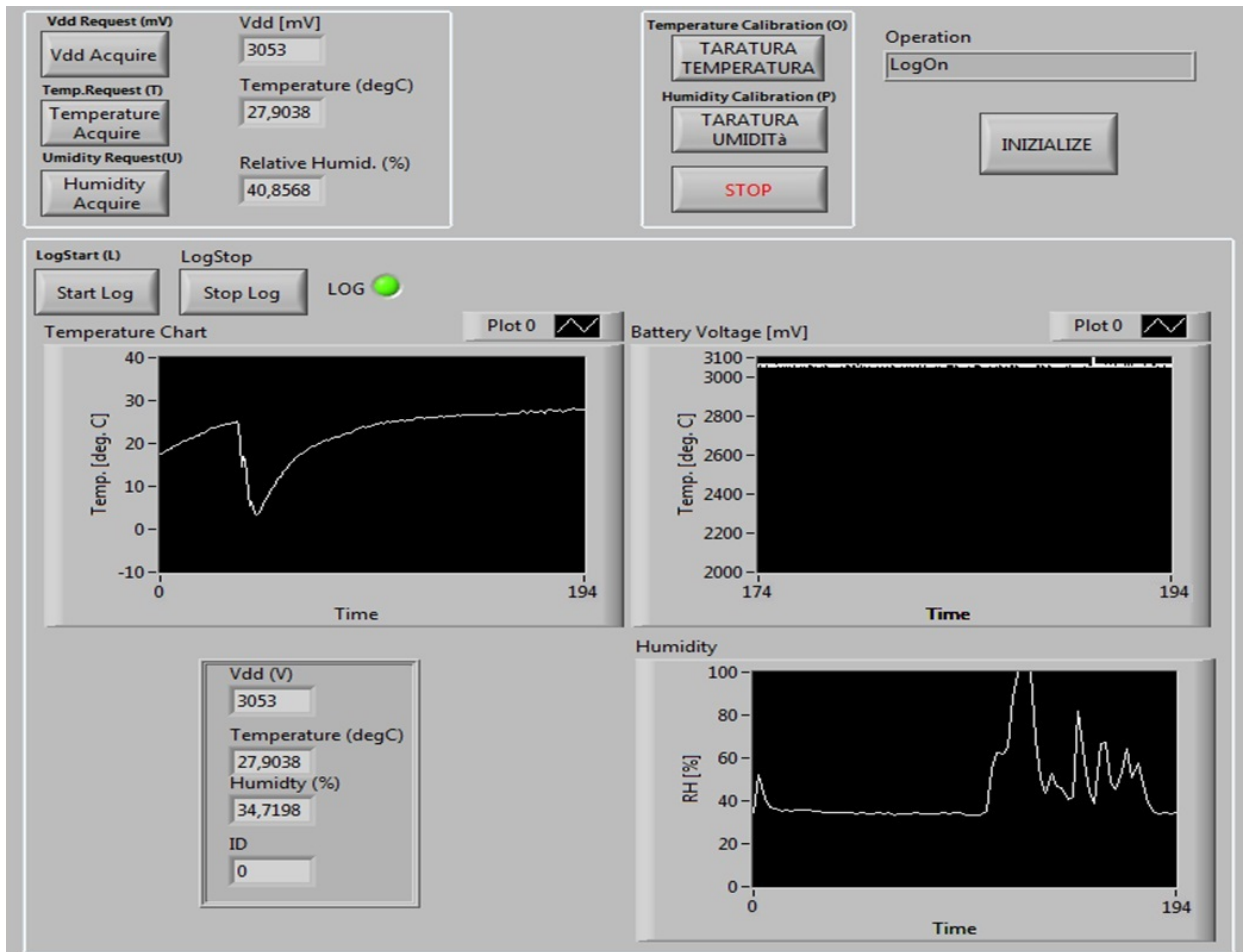 Vdd Request (mV)
Vdd Acquire
Vdd [mV]
3053
Temp.Request (T)
Temperature
Acquire
Temperature (degC)
27,9038
Umidity Request(U)
Humidity
Acquire
Relative Humid. (%)
40,8568
Temperature Calibration (O)
TARATURA
TEMPERATURA
Humidity Calibration (P)
TARATURA
UMIDITà
STOP
Operation
LogOn
INIZIALIZE
LogStart (L)
Start Log
LogStop
Stop Log
LOG
Temperature Chart
Plot 0
40
30
20
10
0
-10
Temp. [deg. C]
0
194
Time
Battery Voltage [mV]
Plot 0
3100
3000
2800
2600
2400
2200
2000
Temp. [deg. C]
174
194
Time
Vdd (V)
3053
Temperature (degC)
27,9038
Humidty (%)
34,7198
ID
0
Humidity
100
80
60
40
20
0
RH [%]
0
194
Time